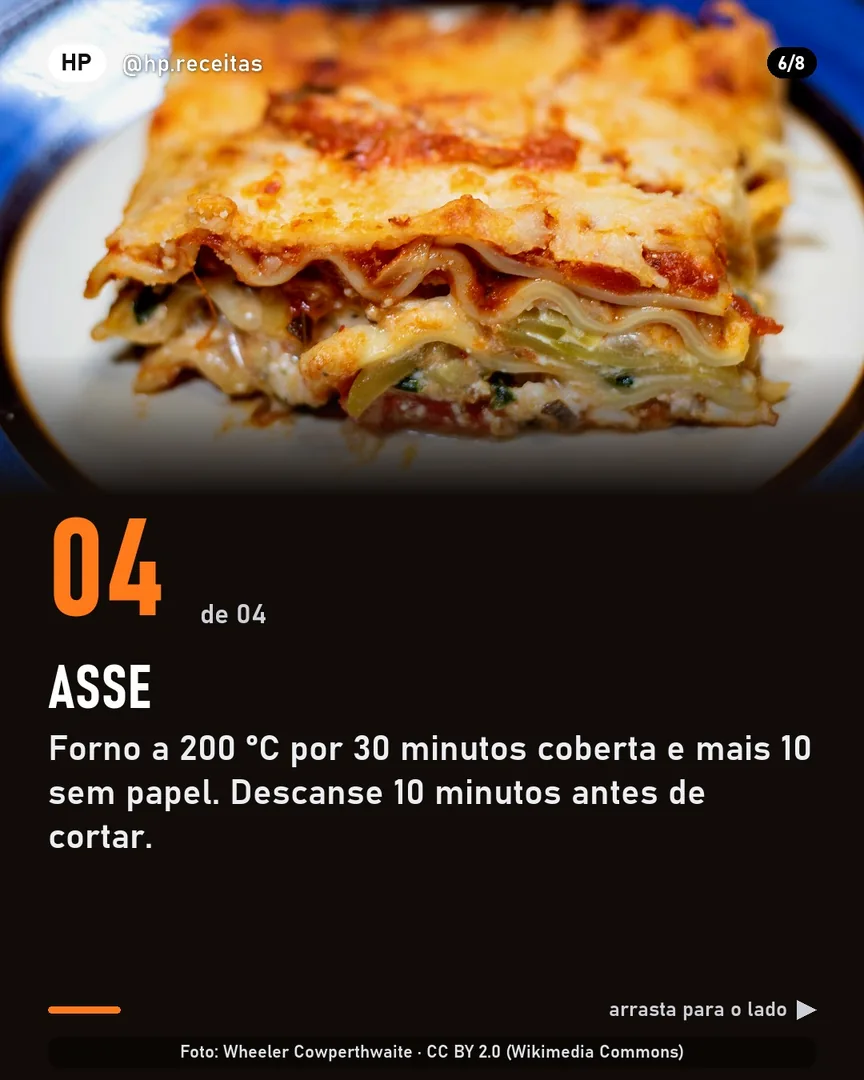 HP @hp.receitas 6/8
04 de 04
ASSE
Forno a 200 °C por 30 minutos coberta e mais 10
sem papel. Descanse 10 minutos antes de
cortar.
arrasta para o lado ▶
Foto: Wheeler Cowperthwaite · CC BY 2.0 (Wikimedia Commons)